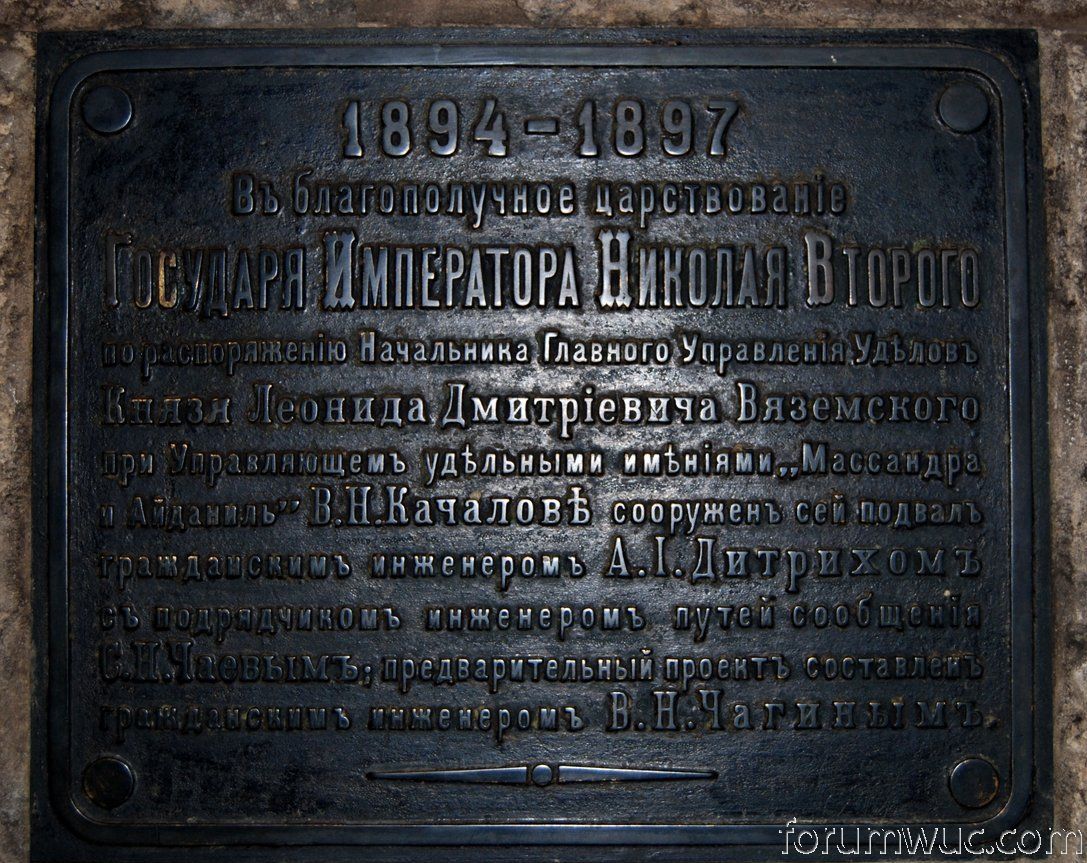 1894-1897
Въ благополучное царствованіе
Государя Императора Николая Второго
по распоряженію Начальника Главного Управленія Удѣловъ
Князя Леонида Дмитріевича Вяземского
при Управляющемъ удѣльными имѣніями „Массандра
и Айданиль" В.Н.Качаловѣ сооруженъ сей подвалъ
гражданскимъ инженеромъ А.І.Дитрихомъ
съ подрядчикомъ инженеромъ путей сообщенія
С.Н.Чаевымъ; предварительный проектъ составленъ
гражданскимъ инженеромъ В.Н.Чагинымъ.
forumwuc.com